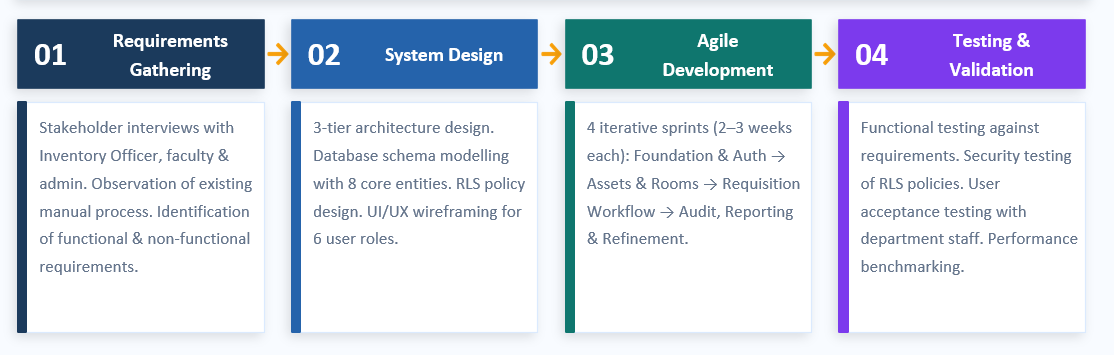 01
Requirements
Gathering
02
System Design
03
Agile
Development
04
Testing &
Validation
Stakeholder interviews with
Inventory Officer, faculty &
admin. Observation of existing
manual process. Identification
of functional & non-functional
requirements.
3-tier architecture design.
Database schema modelling
with 8 core entities. RLS policy
design. UI/UX wireframing for
6 user roles.
4 iterative sprints (2–3 weeks
each): Foundation & Auth →
Assets & Rooms → Requisition
Workflow → Audit, Reporting
& Refinement.
Functional testing against
requirements. Security testing
of RLS policies. User
acceptance testing with
department staff. Performance
benchmarking.